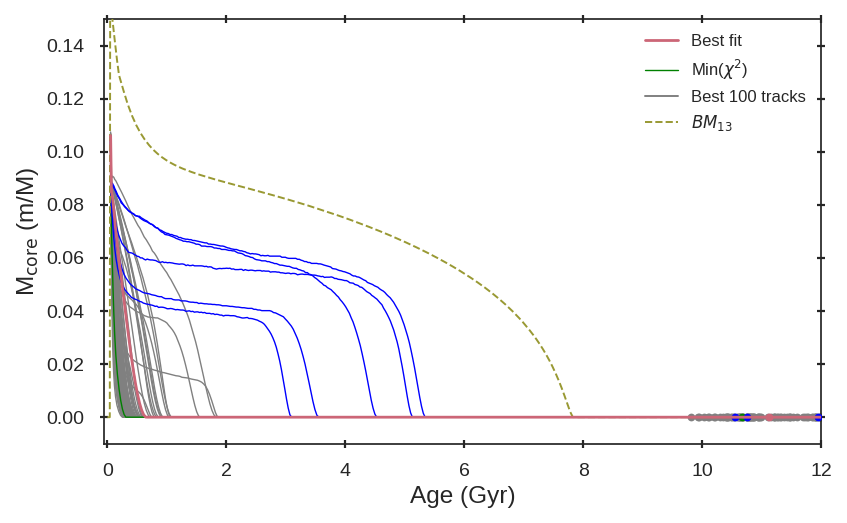 0.14
0.12
0.10
0.08
0.06
0.04
0.02
0.00
M_core (m/M)
0 2 4 6 8 10 12
Age (Gyr)
Best fit
Min(χ²)
Best 100 tracks
BM₁₃